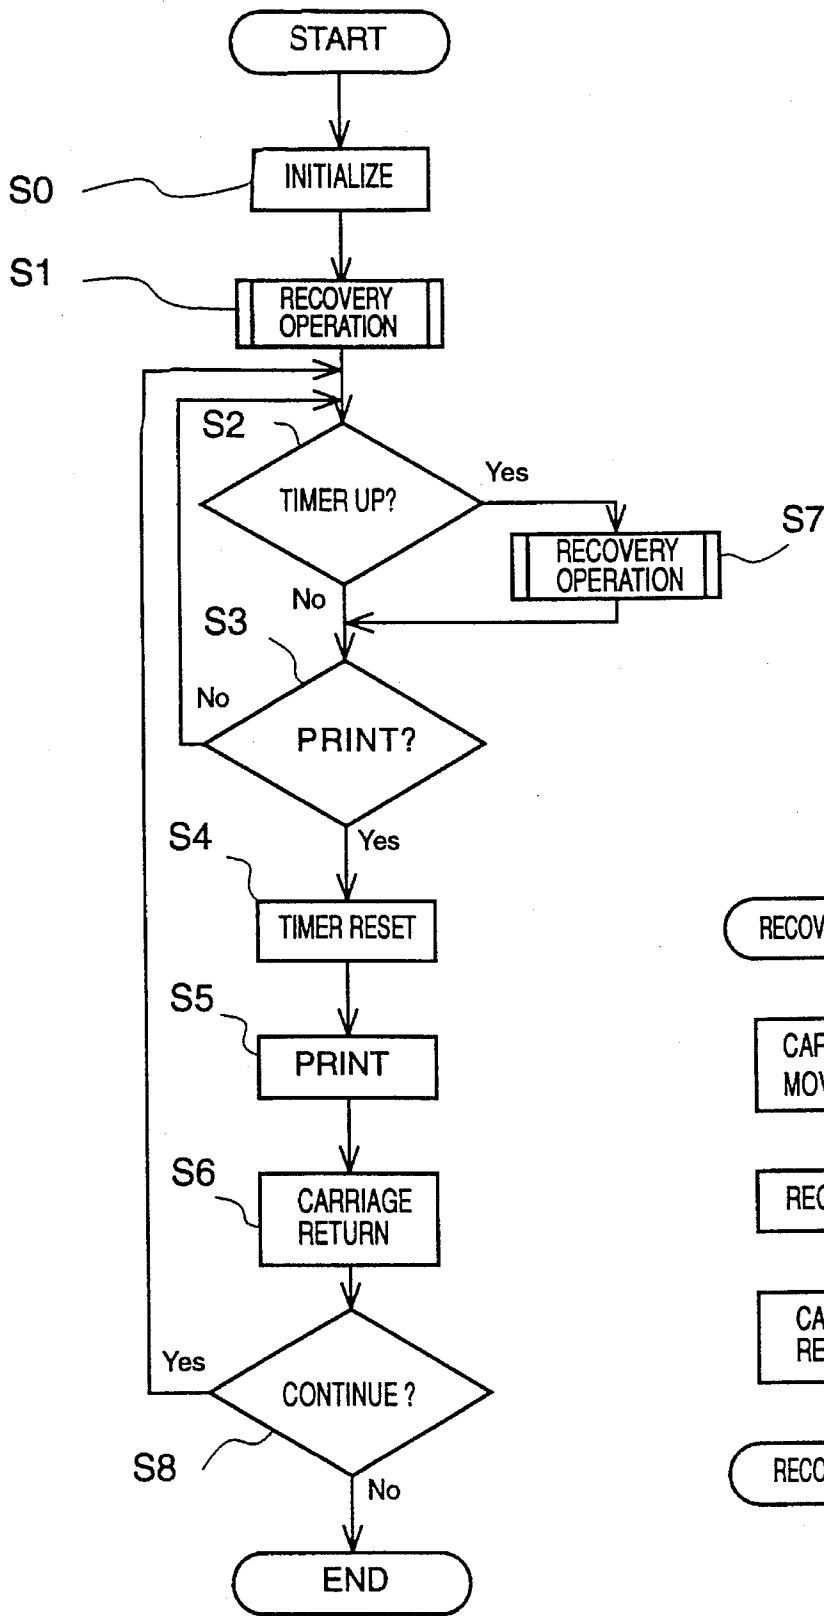 START
S0
INITIALIZE
S1
RECOVERY
OPERATION
S2
TIMER UP?
Yes
S7
RECOVERY
OPERATION
No
S3
No
PRINT?
Yes
S4
TIMER RESET
S5
PRINT
S6
CARRIAGE
RETURN
Yes
CONTINUE ?
S8
No
END